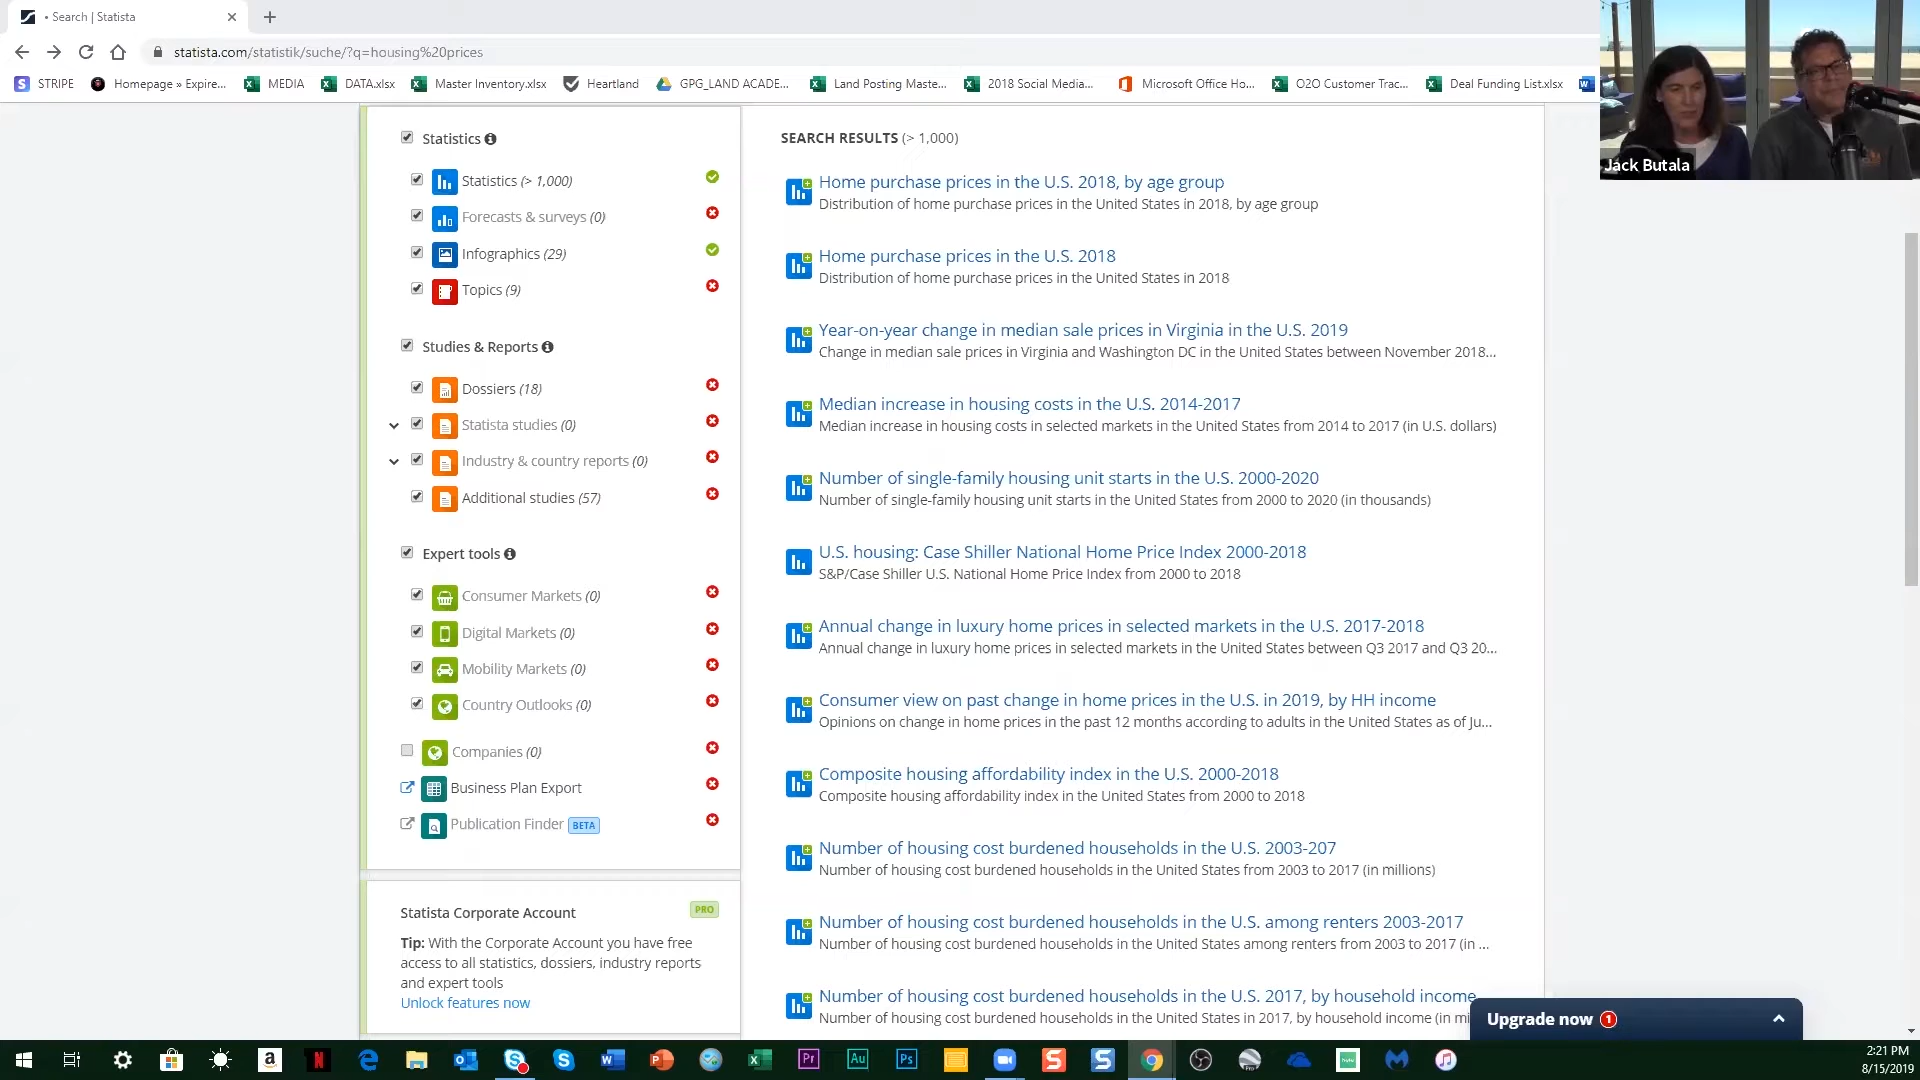 • Search | Statista
statista.com/statistik/suche/?q=housing%20prices
STRIPE
Homepage » Expire...
MEDIA
DATA.xlsx
Master Inventory.xlsx
Heartland
GPG_LAND ACADE...
Land Posting Maste...
2018 Social Media...
Microsoft Office Ho...
O2O Customer Trac...
Deal Funding List.xlsx
Jack Butala
Statistics
Statistics (> 1,000)
Forecasts & surveys (0)
Infographics (29)
Topics (9)
Studies & Reports
Dossiers (18)
Statista studies (0)
Industry & country reports (0)
Additional studies (57)
Expert tools
Consumer Markets (0)
Digital Markets (0)
Mobility Markets (0)
Country Outlooks (0)
Companies (0)
Business Plan Export
Publication Finder BETA
Statista Corporate Account PRO
Tip: With the Corporate Account you have free
access to all statistics, dossiers, industry reports
and expert tools
Unlock features now
SEARCH RESULTS (> 1,000)
Home purchase prices in the U.S. 2018, by age group
Distribution of home purchase prices in the United States in 2018, by age group
Home purchase prices in the U.S. 2018
Distribution of home purchase prices in the United States in 2018
Year-on-year change in median sale prices in Virginia in the U.S. 2019
Change in median sale prices in Virginia and Washington DC in the United States between November 2018...
Median increase in housing costs in the U.S. 2014-2017
Median increase in housing costs in selected markets in the United States from 2014 to 2017 (in U.S. dollars)
Number of single-family housing unit starts in the U.S. 2000-2020
Number of single-family housing unit starts in the United States from 2000 to 2020 (in thousands)
U.S. housing: Case Shiller National Home Price Index 2000-2018
S&P/Case Shiller U.S. National Home Price Index from 2000 to 2018
Annual change in luxury home prices in selected markets in the U.S. 2017-2018
Annual change in luxury home prices in selected markets in the United States between Q3 2017 and Q3 20...
Consumer view on past change in home prices in the U.S. in 2019, by HH income
Opinions on change in home prices in the past 12 months according to adults in the United States as of Ju...
Composite housing affordability index in the U.S. 2000-2018
Composite housing affordability index in the United States from 2000 to 2018
Number of housing cost burdened households in the U.S. 2003-207
Number of housing cost burdened households in the United States from 2003 to 2017 (in millions)
Number of housing cost burdened households in the U.S. among renters 2003-2017
Number of housing cost burdened households in the United States among renters from 2003 to 2017 (in ...
Number of housing cost burdened households in the U.S. 2017, by household income
Number of housing cost burdened households in the United States in 2017, by household income (in mi
Upgrade now 1
2:21 PM
8/15/2019